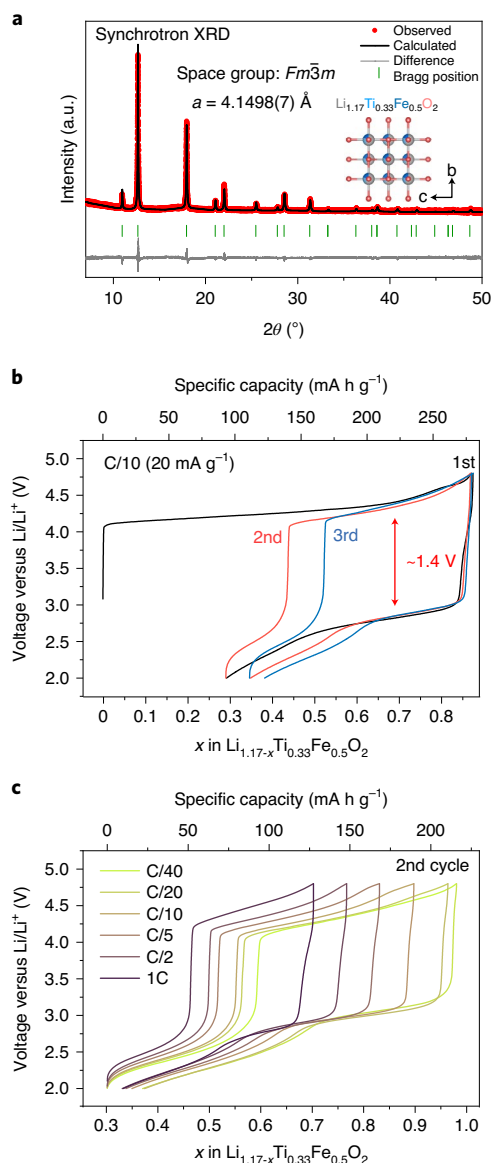 a
Synchrotron XRD
Observed
Calculated
Difference
Bragg position
Space group: Fm3̅m
a = 4.1498(7) Å
Li1.17Ti0.33Fe0.5O2
b
c
Intensity (a.u.)
10 20 30 40 50
2θ (°)
b
Specific capacity (mA h g⁻¹)
0 50 100 150 200 250
C/10 (20 mA g⁻¹)
1st
2nd
3rd
~1.4 V
Voltage versus Li/Li⁺ (V)
5.0
4.5
4.0
3.5
3.0
2.5
2.0
0 0.1 0.2 0.3 0.4 0.5 0.6 0.7 0.8
x in Li1.17-xTi0.33Fe0.5O2
c
Specific capacity (mA h g⁻¹)
0 30 60 90 120 150 180 210
2nd cycle
C/40
C/20
C/10
C/5
C/2
1C
Voltage versus Li/Li⁺ (V)
5.0
4.5
4.0
3.5
3.0
2.5
2.0
0.3 0.4 0.5 0.6 0.7 0.8 0.9 1.0
x in Li1.17-xTi0.33Fe0.5O2